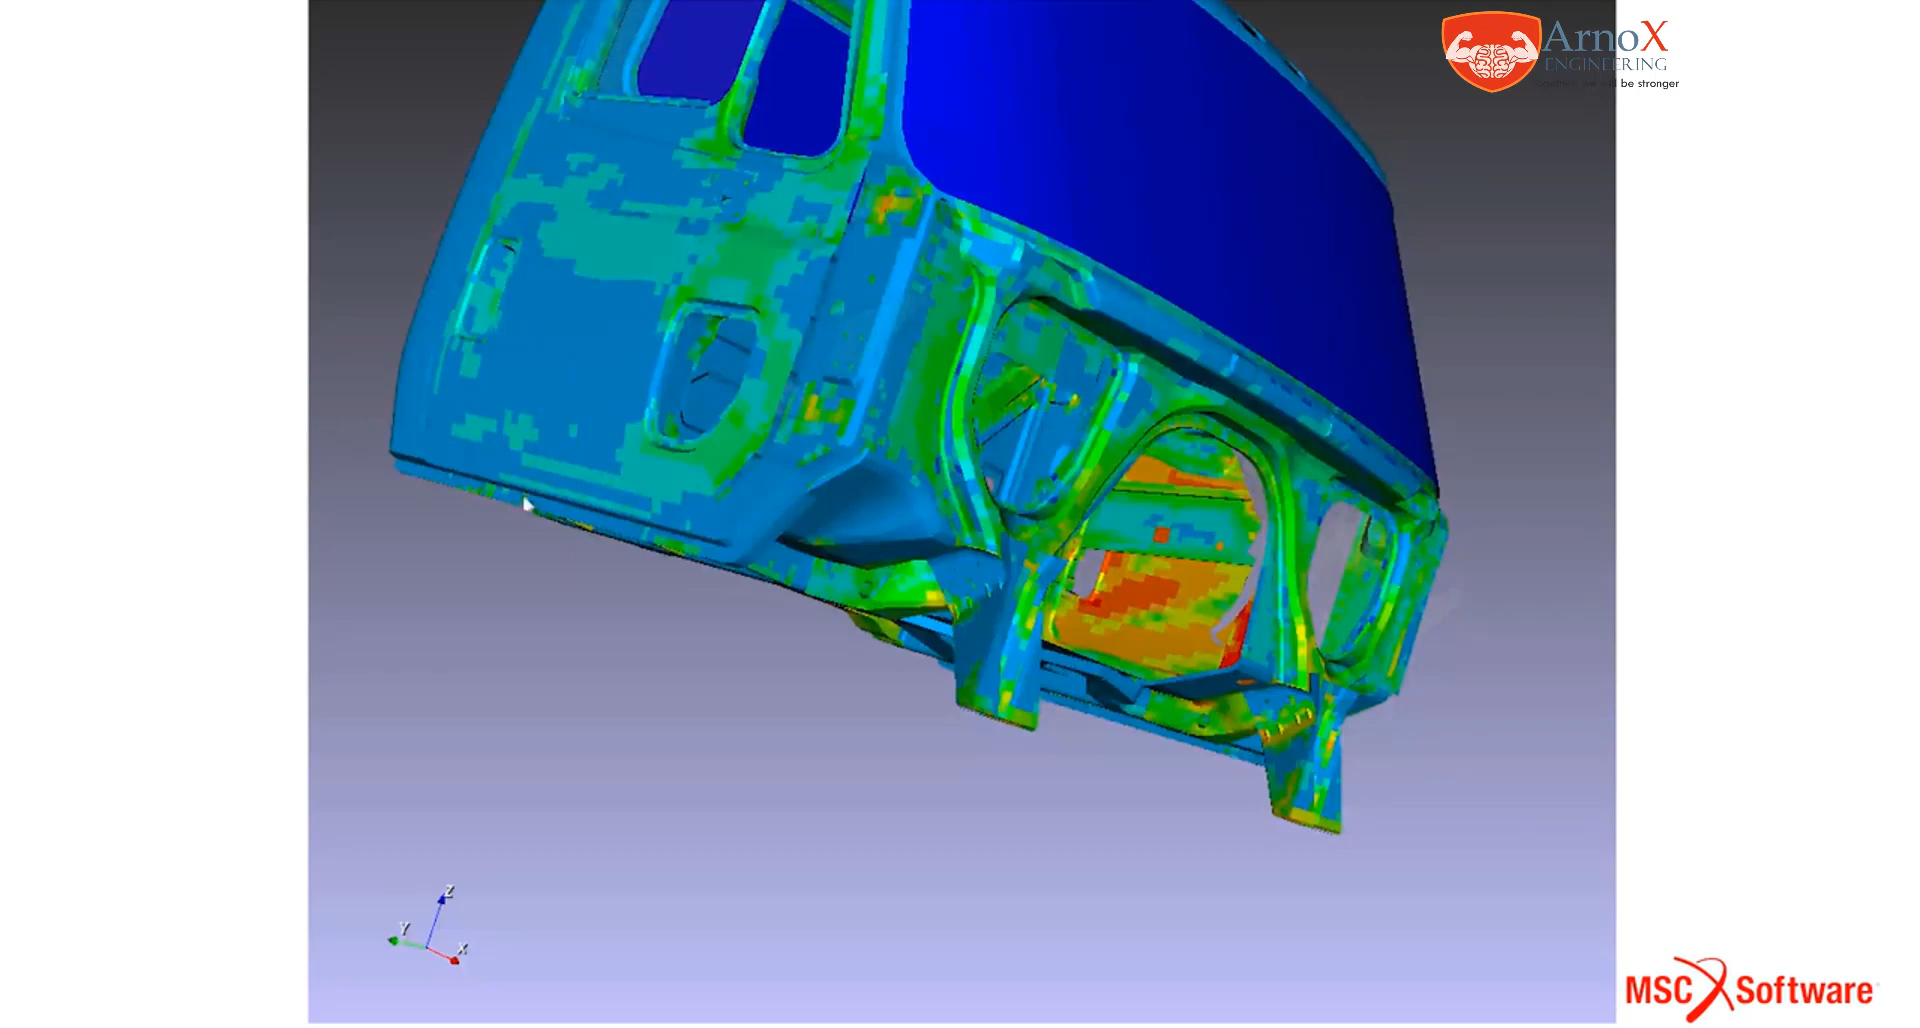 ArnoX
ENGINEERING
be stronger
Z
Y
X
MSC Software